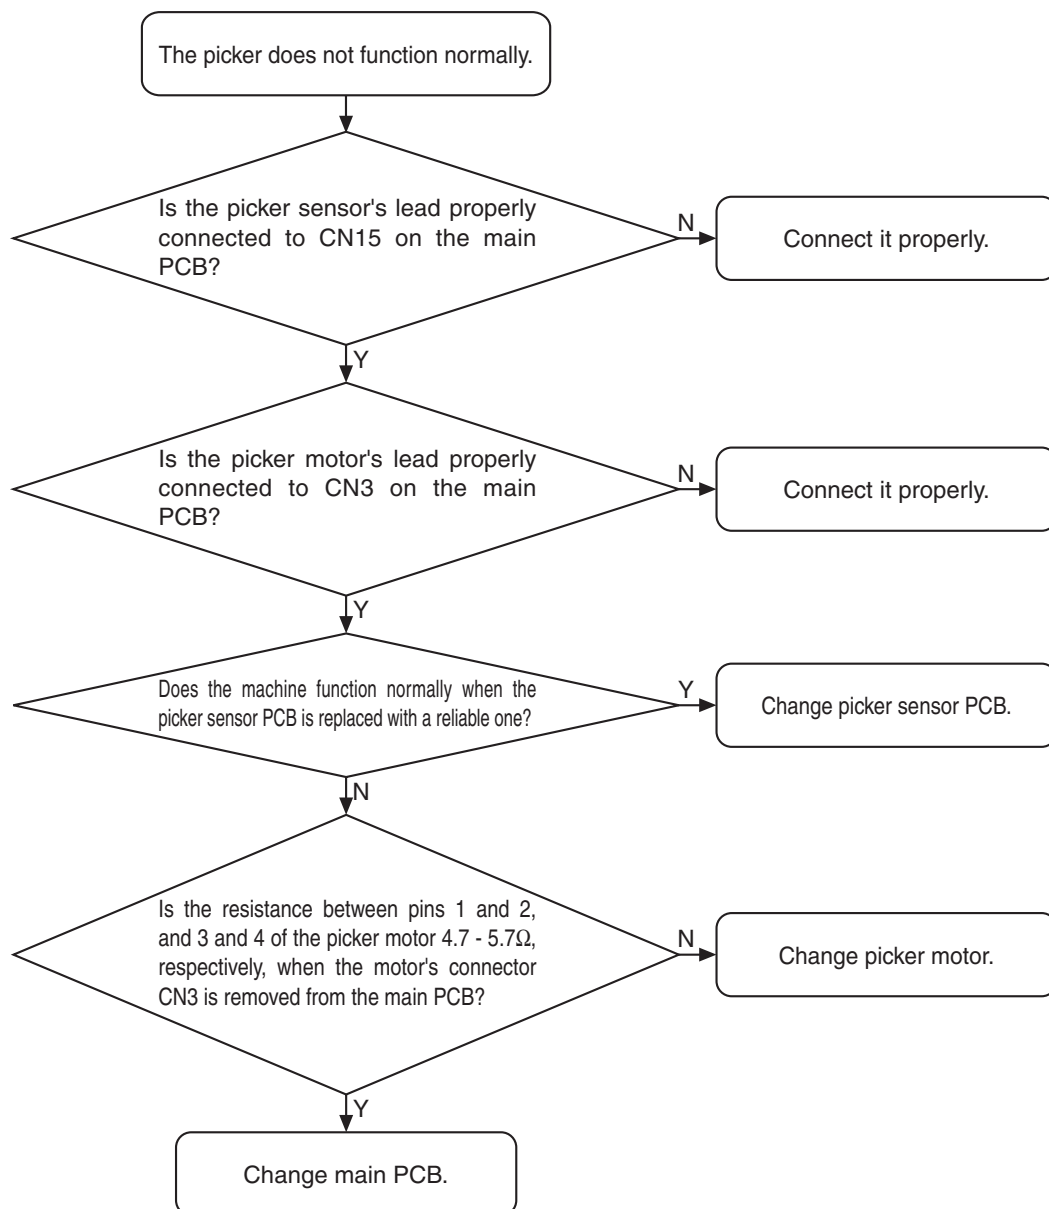 The picker does not function normally.
Is the picker sensor's lead properly
connected to CN15 on the main
PCB?
N
Connect it properly.
Y
Is the picker motor's lead properly
connected to CN3 on the main
PCB?
N
Connect it properly.
Y
Does the machine function normally when the
picker sensor PCB is replaced with a reliable one?
Y
Change picker sensor PCB.
N
Is the resistance between pins 1 and 2,
and 3 and 4 of the picker motor 4.7 - 5.7Ω,
respectively, when the motor's connector
CN3 is removed from the main PCB?
N
Change picker motor.
Y
Change main PCB.